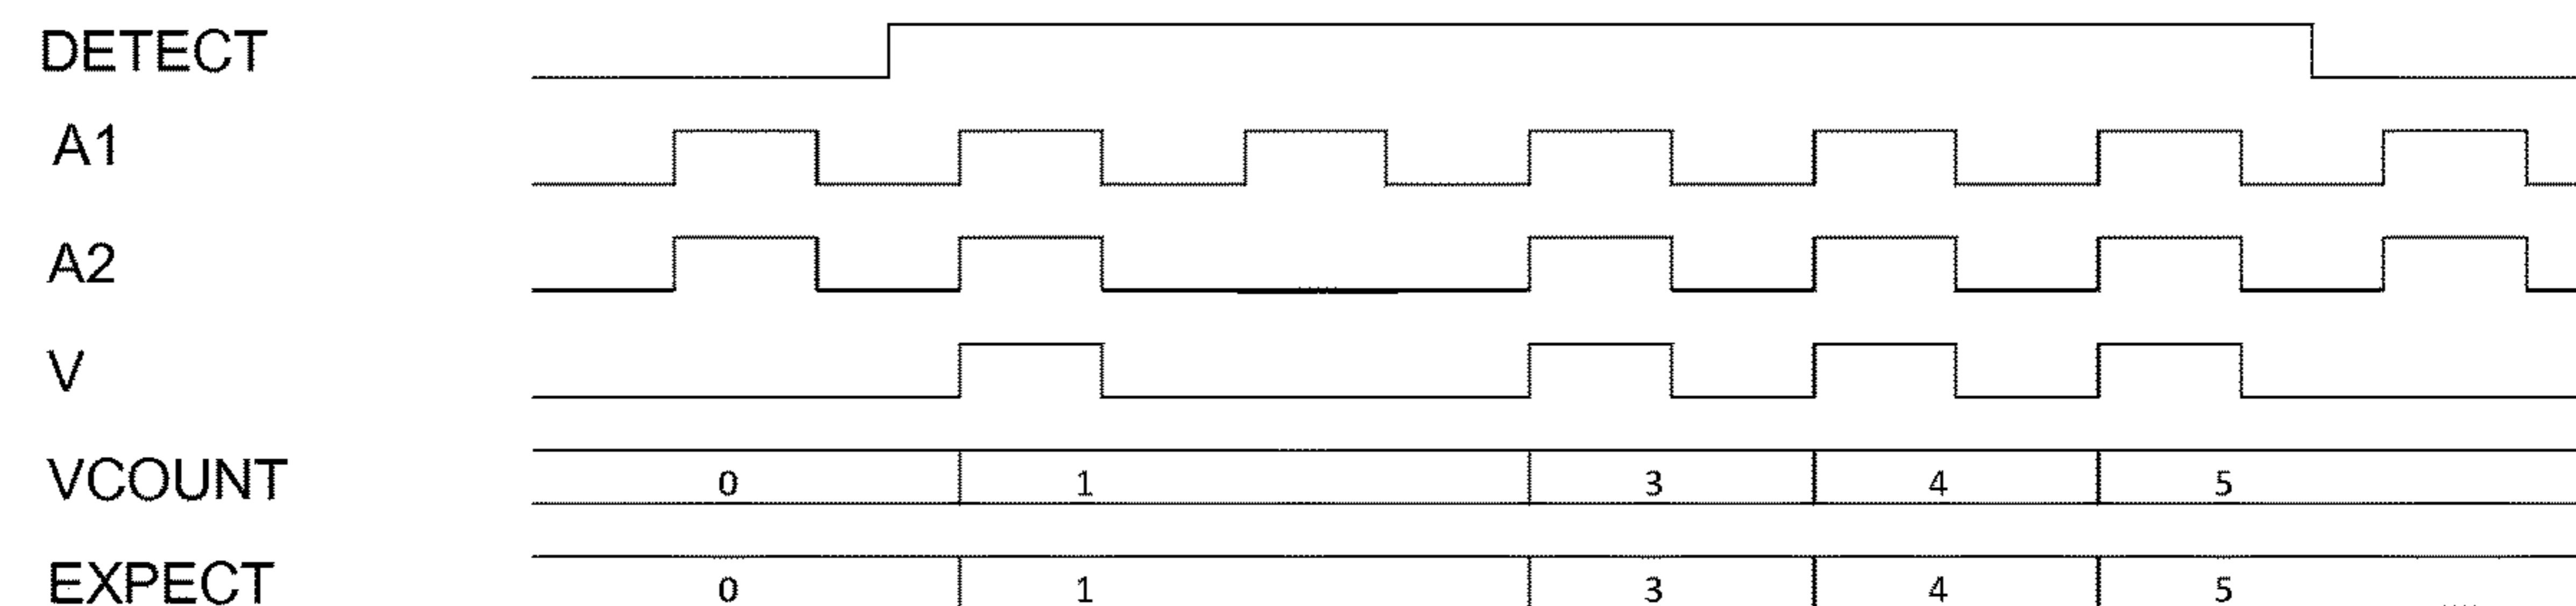 DETECT
A1
A2
V
VCOUNT 0 1 3 4 5
EXPECT 0 1 3 4 5